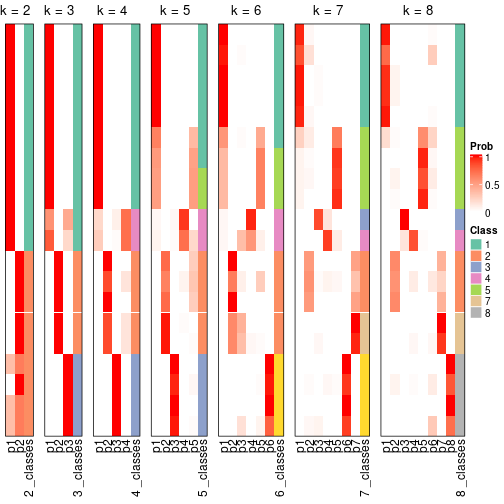 k = 2 k = 3 k = 4 k = 5 k = 6 k = 7 k = 8
Prob
1
0.5
0
Class
1
2
3
4
5
7
8
p1 p2 2_classes
p1 p2 p3 3_classes
p1 p2 p3 p4 4_classes
p1 p2 p3 p4 p5 5_classes
p1 p2 p3 p4 p5 p6 6_classes
p1 p2 p3 p4 p5 p6 p7 7_classes
p1 p2 p3 p4 p5 p6 p7 p8 8_classes